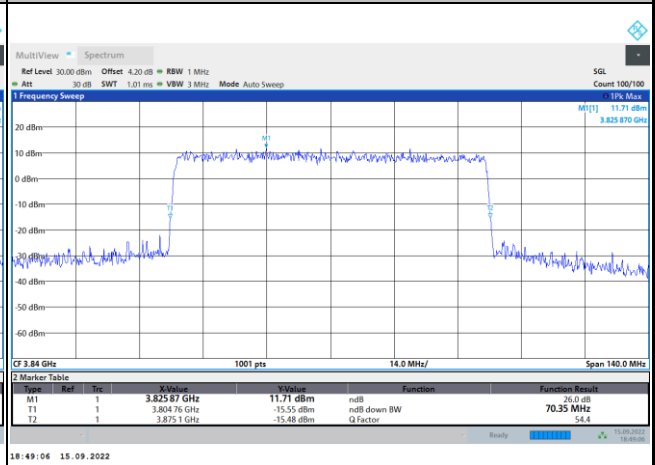 MultiView Spectrum
Ref Level 30.00 dBm Offset 4.20 dB RBW 1 MHz SGL
Att 30 dB SWT 1.01 ms VBW 3 MHz Mode Auto Sweep Count 100/100
1 Frequency Sweep 1Pk Max
M1[1] 11.71 dBm
3.825 870 GHz
20 dBm
M1
10 dBm
0 dBm
-10 dBm
T1 T2
-20 dBm
-30 dBm
-40 dBm
-50 dBm
-60 dBm
CF 3.84 GHz 1001 pts 14.0 MHz/ Span 140.0 MHz
2 Marker Table
Type Ref Trc X-Value Y-Value Function Function Result
M1 1 3.825 87 GHz 11.71 dBm ndB 26.0 dB
T1 1 3.804 76 GHz -15.55 dBm ndB down BW 70.35 MHz
T2 1 3.875 1 GHz -15.48 dBm Q Factor 54.4
Ready 15.09.2022
18:49:06
18:49:06 15.09.2022